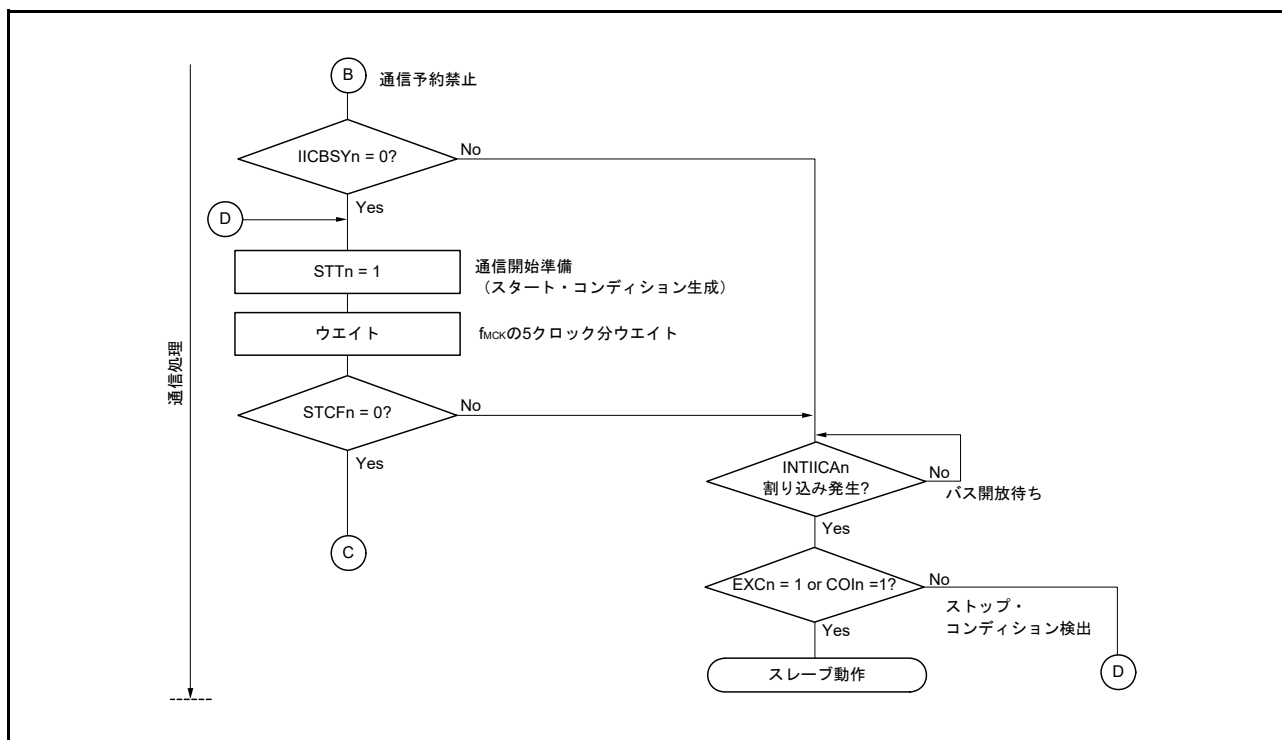 B
通信予約禁止
IICBSYn = 0?
No
Yes
D
STTn = 1
通信開始準備
（スタート・コンディション生成）
ウエイト
fMCKの5クロック分ウエイト
通信処理
STCFn = 0?
No
Yes
INTIICAn
割り込み発生?
No
バス開放待ち
Yes
C
EXCn = 1 or COIn =1?
No
ストップ・
コンディション検出
Yes
スレーブ動作
D